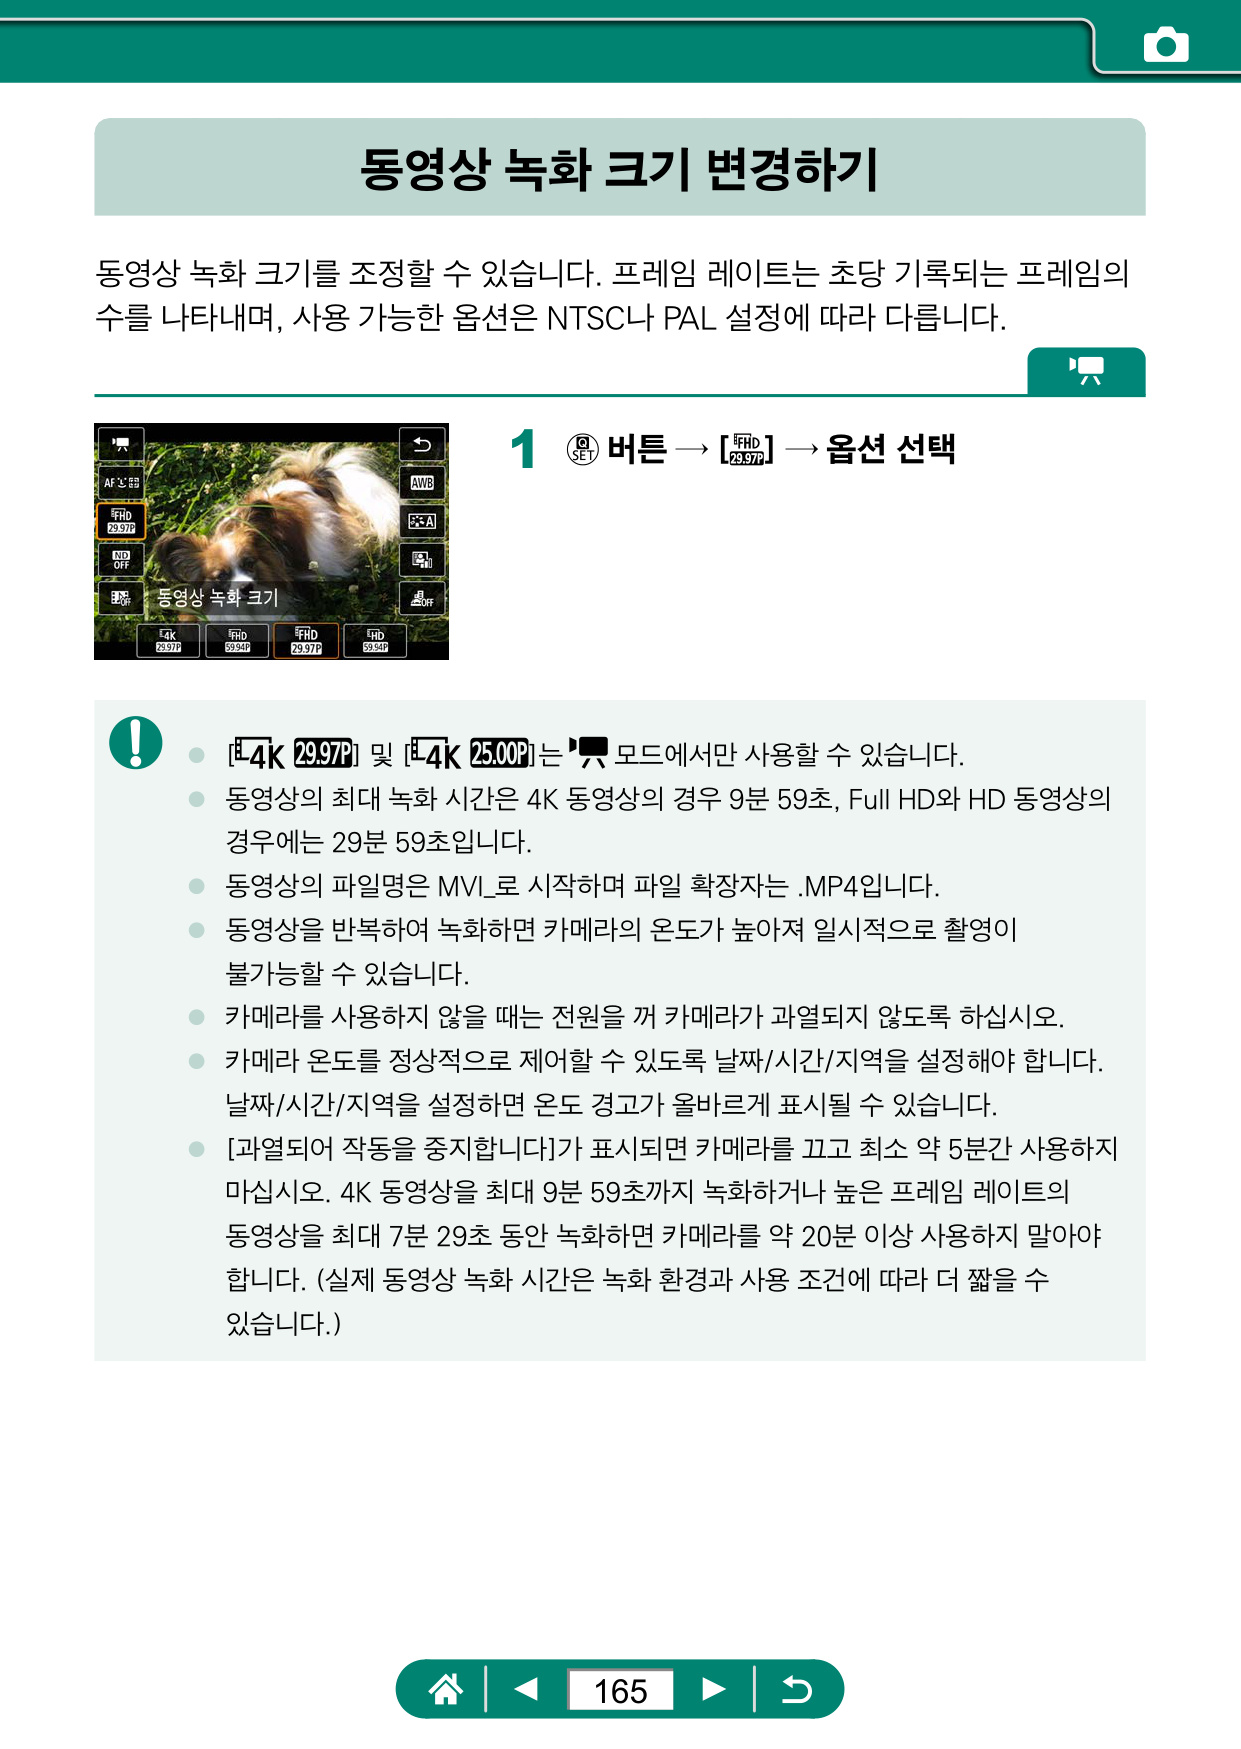 동영상 녹화 크기 변경하기
동영상 녹화 크기를 조정할 수 있습니다. 프레임 레이트는 초당 기록되는 프레임의
수를 나타내며, 사용 가능한 옵션은 NTSC나 PAL 설정에 따라 다릅니다.
AF
FHD
29.97P
ND
OFF
OFF
AWB
A
OFF
동영상 녹화 크기
4K
29.97P
FHD
59.94P
FHD
29.97P
HD
59.94P
1 Q SET 버튼 → [FHD 29.97P] → 옵션 선택
● [4K 29.97P] 및 [4K 25.00P]는 모드에서만 사용할 수 있습니다.
● 동영상의 최대 녹화 시간은 4K 동영상의 경우 9분 59초, Full HD와 HD 동영상의
경우에는 29분 59초입니다.
● 동영상의 파일명은 MVI_로 시작하며 파일 확장자는 .MP4입니다.
● 동영상을 반복하여 녹화하면 카메라의 온도가 높아져 일시적으로 촬영이
불가능할 수 있습니다.
● 카메라를 사용하지 않을 때는 전원을 꺼 카메라가 과열되지 않도록 하십시오.
● 카메라 온도를 정상적으로 제어할 수 있도록 날짜/시간/지역을 설정해야 합니다.
날짜/시간/지역을 설정하면 온도 경고가 올바르게 표시될 수 있습니다.
● [과열되어 작동을 중지합니다]가 표시되면 카메라를 끄고 최소 약 5분간 사용하지
마십시오. 4K 동영상을 최대 9분 59초까지 녹화하거나 높은 프레임 레이트의
동영상을 최대 7분 29초 동안 녹화하면 카메라를 약 20분 이상 사용하지 말아야
합니다. (실제 동영상 녹화 시간은 녹화 환경과 사용 조건에 따라 더 짧을 수
있습니다.)
165